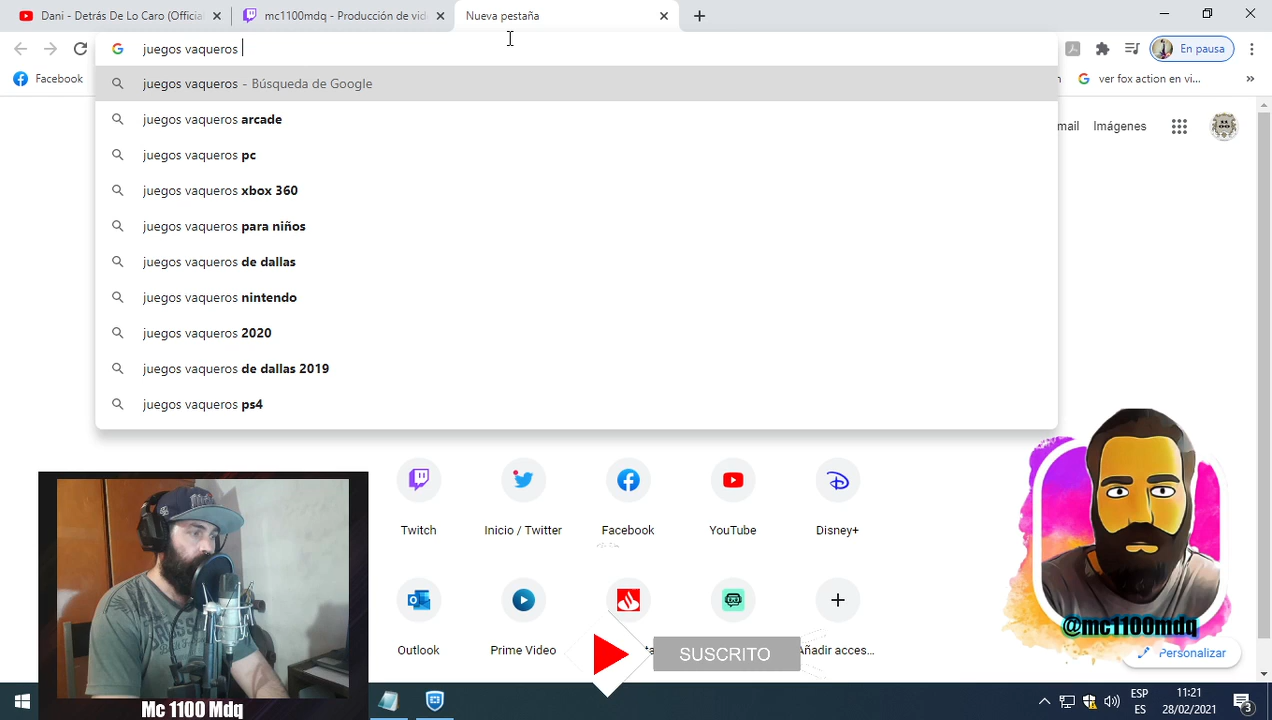 Dani - Detrás De Lo Caro (Official
mc1100mdq - Producción de vid
Nueva pestaña
juegos vaqueros
En pausa
Facebook
ver fox action en vi...
juegos vaqueros - Búsqueda de Google
juegos vaqueros arcade
mail Imágenes
juegos vaqueros pc
juegos vaqueros xbox 360
juegos vaqueros para niños
juegos vaqueros de dallas
juegos vaqueros nintendo
juegos vaqueros 2020
juegos vaqueros de dallas 2019
juegos vaqueros ps4
Twitch
Inicio / Twitter
Facebook
YouTube
Disney+
Outlook
Prime Video
Añadir acces...
SUSCRITO
@mc1100mdq
Personalizar
Mc 1100 Mdq
ESP
ES
11:21
28/02/2021
3